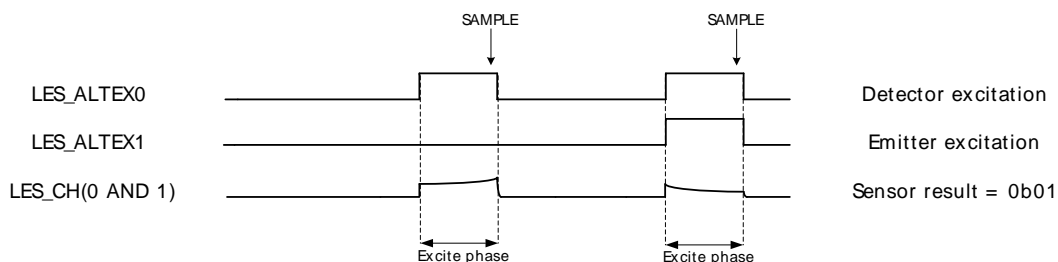 SAMPLE SAMPLE
LES_ALTEX0 Detector excitation
LES_ALTEX1 Emitter excitation
LES_CH(0 AND 1) Sensor result = 0b01
Excite phase Excite phase